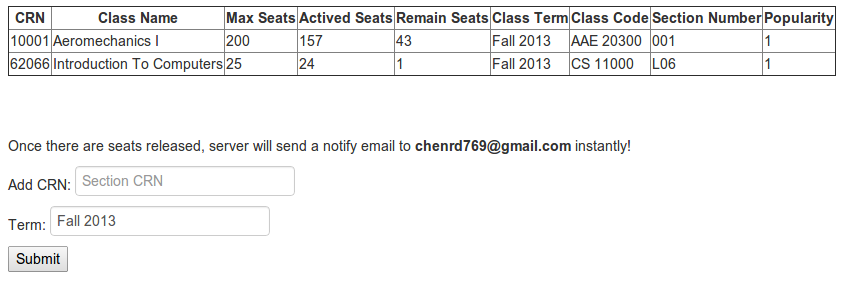 CRN Class Name Max Seats Actived Seats Remain Seats Class Term Class Code Section Number Popularity
10001 Aeromechanics I 200 157 43 Fall 2013 AAE 20300 001 1
62066 Introduction To Computers 25 24 1 Fall 2013 CS 11000 L06 1
Once there are seats released, server will send a notify email to chenrd769@gmail.com instantly!
Add CRN: Section CRN
Term: Fall 2013
Submit